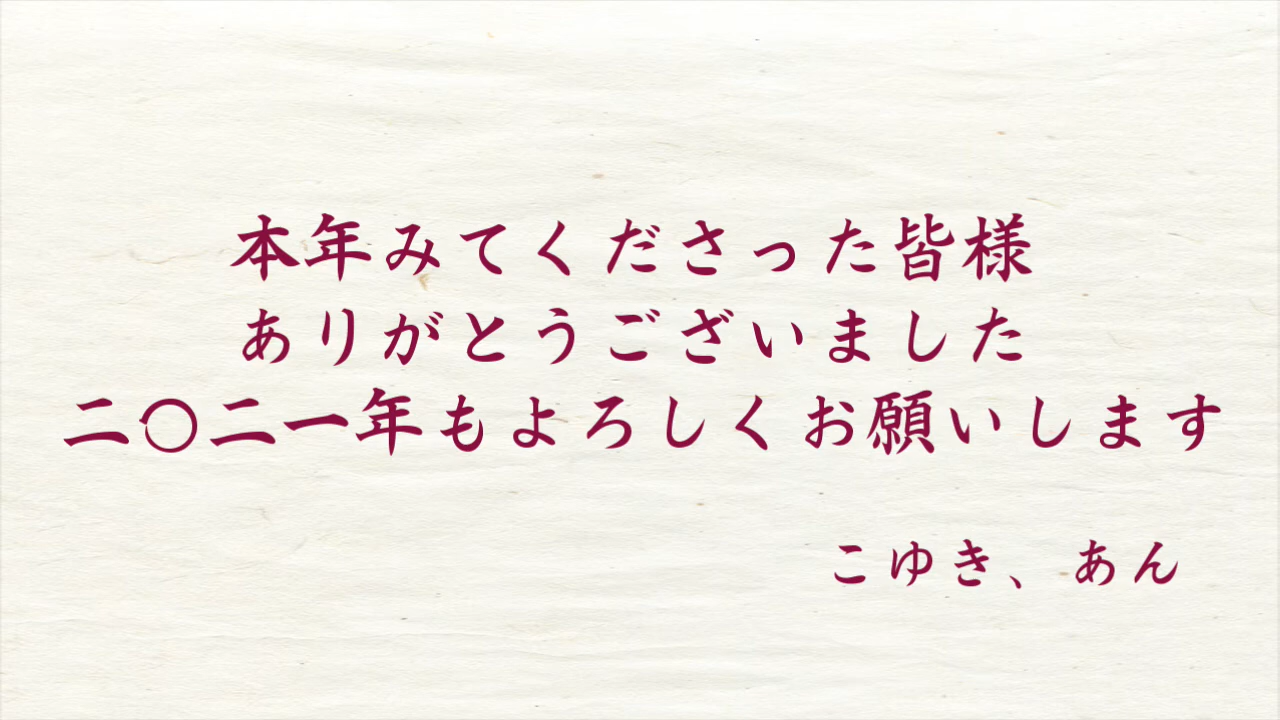 本年みてくださった皆様
ありがとうございました
二〇二一年もよろしくお願いします
こゆき、あん